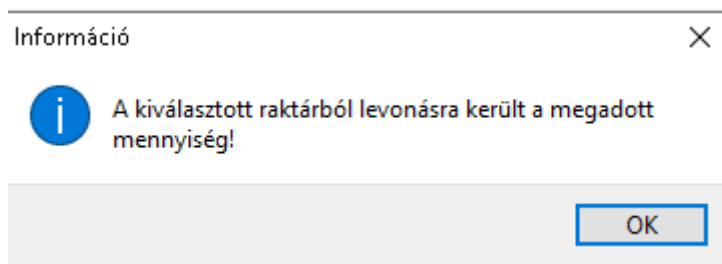 Információ
A kiválasztott raktárból levonásra került a megadott
mennyiség!
OK